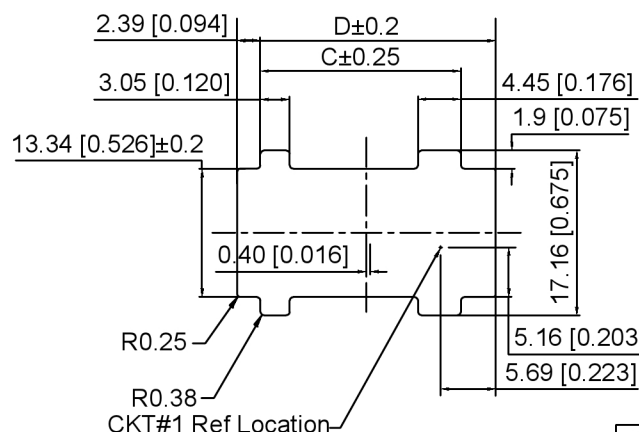 2.39 [0.094]
D±0.2
C±0.25
3.05 [0.120]
4.45 [0.176]
1.9 [0.075]
13.34 [0.526]±0.2
17.16 [0.675]
0.40 [0.016]
R0.25
5.16 [0.203
5.69 [0.223]
R0.38
CKT#1 Ref Location